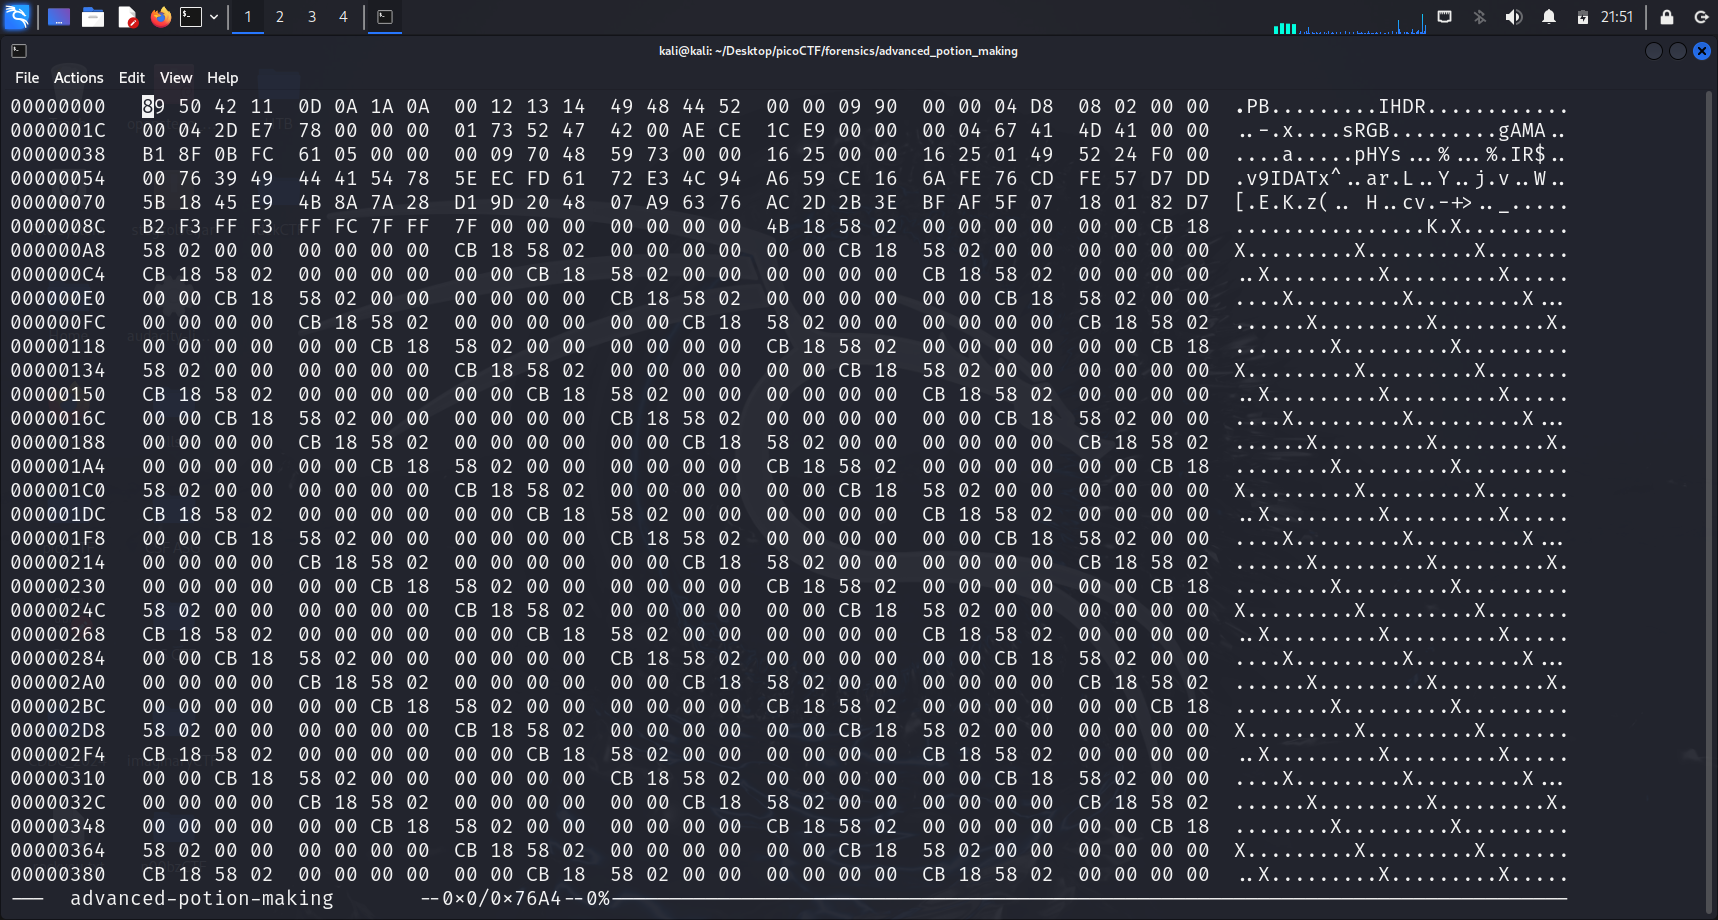 1 2 3 4 21:51
kali@kali: ~/Desktop/picoCTF/forensics/advanced_potion_making
File Actions Edit View Help
00000000 89 50 42 11 0D 0A 1A 0A 00 12 13 14 49 48 44 52 00 00 09 90 00 00 04 D8 08 02 00 00 .PB.........IHDR............
0000001C 00 04 2D E7 78 00 00 00 01 73 52 47 42 00 AE CE 1C E9 00 00 00 04 67 41 4D 41 00 00 ..-.x....sRGB.........gAMA..
00000038 B1 8F 0B FC 61 05 00 00 00 09 70 48 59 73 00 00 16 25 00 00 16 25 01 49 52 24 F0 00 ....a.....pHYs...%...%.IR$..
00000054 00 76 39 49 44 41 54 78 5E EC FD 61 72 E3 4C 94 A6 59 CE 16 6A FE 76 CD FE 57 D7 DD .v9IDATx^..ar.L..Y..j.v..W..
00000070 5B 18 45 E9 4B 8A 7A 28 D1 9D 20 48 07 A9 63 76 AC 2D 2B 3E BF AF 5F 07 18 01 82 D7 [.E.K.z(.. H..cv.-+>.._.....
0000008C B2 F3 FF F3 FF FC 7F FF 7F 00 00 00 00 00 00 00 4B 18 58 02 00 00 00 00 00 00 CB 18 ................K.X.........
000000A8 58 02 00 00 00 00 00 00 CB 18 58 02 00 00 00 00 00 00 CB 18 58 02 00 00 00 00 00 00 X.........X.........X.......
000000C4 CB 18 58 02 00 00 00 00 00 00 CB 18 58 02 00 00 00 00 00 00 CB 18 58 02 00 00 00 00 ..X.........X.........X.....
000000E0 00 00 CB 18 58 02 00 00 00 00 00 00 CB 18 58 02 00 00 00 00 00 00 CB 18 58 02 00 00 ....X.........X.........X...
000000FC 00 00 00 00 CB 18 58 02 00 00 00 00 00 00 CB 18 58 02 00 00 00 00 00 00 CB 18 58 02 ......X.........X.........X.
00000118 00 00 00 00 00 00 CB 18 58 02 00 00 00 00 00 00 CB 18 58 02 00 00 00 00 00 00 CB 18 ........X.........X.........
00000134 58 02 00 00 00 00 00 00 CB 18 58 02 00 00 00 00 00 00 CB 18 58 02 00 00 00 00 00 00 X.........X.........X.......
00000150 CB 18 58 02 00 00 00 00 00 00 CB 18 58 02 00 00 00 00 00 00 CB 18 58 02 00 00 00 00 ..X.........X.........X.....
0000016C 00 00 CB 18 58 02 00 00 00 00 00 00 CB 18 58 02 00 00 00 00 00 00 CB 18 58 02 00 00 ....X.........X.........X...
00000188 00 00 00 00 CB 18 58 02 00 00 00 00 00 00 CB 18 58 02 00 00 00 00 00 00 CB 18 58 02 ......X.........X.........X.
000001A4 00 00 00 00 00 00 CB 18 58 02 00 00 00 00 00 00 CB 18 58 02 00 00 00 00 00 00 CB 18 ........X.........X.........
000001C0 58 02 00 00 00 00 00 00 CB 18 58 02 00 00 00 00 00 00 CB 18 58 02 00 00 00 00 00 00 X.........X.........X.......
000001DC CB 18 58 02 00 00 00 00 00 00 CB 18 58 02 00 00 00 00 00 00 CB 18 58 02 00 00 00 00 ..X.........X.........X.....
000001F8 00 00 CB 18 58 02 00 00 00 00 00 00 CB 18 58 02 00 00 00 00 00 00 CB 18 58 02 00 00 ....X.........X.........X...
00000214 00 00 00 00 CB 18 58 02 00 00 00 00 00 00 CB 18 58 02 00 00 00 00 00 00 CB 18 58 02 ......X.........X.........X.
00000230 00 00 00 00 00 00 CB 18 58 02 00 00 00 00 00 00 CB 18 58 02 00 00 00 00 00 00 CB 18 ........X.........X.........
0000024C 58 02 00 00 00 00 00 00 CB 18 58 02 00 00 00 00 00 00 CB 18 58 02 00 00 00 00 00 00 X.........X.........X.......
00000268 CB 18 58 02 00 00 00 00 00 00 CB 18 58 02 00 00 00 00 00 00 CB 18 58 02 00 00 00 00 ..X.........X.........X.....
00000284 00 00 CB 18 58 02 00 00 00 00 00 00 CB 18 58 02 00 00 00 00 00 00 CB 18 58 02 00 00 ....X.........X.........X...
000002A0 00 00 00 00 CB 18 58 02 00 00 00 00 00 00 CB 18 58 02 00 00 00 00 00 00 CB 18 58 02 ......X.........X.........X.
000002BC 00 00 00 00 00 00 CB 18 58 02 00 00 00 00 00 00 CB 18 58 02 00 00 00 00 00 00 CB 18 ........X.........X.........
000002D8 58 02 00 00 00 00 00 00 CB 18 58 02 00 00 00 00 00 00 CB 18 58 02 00 00 00 00 00 00 X.........X.........X.......
000002F4 CB 18 58 02 00 00 00 00 00 00 CB 18 58 02 00 00 00 00 00 00 CB 18 58 02 00 00 00 00 ..X.........X.........X.....
00000310 00 00 CB 18 58 02 00 00 00 00 00 00 CB 18 58 02 00 00 00 00 00 00 CB 18 58 02 00 00 ....X.........X.........X...
0000032C 00 00 00 00 CB 18 58 02 00 00 00 00 00 00 CB 18 58 02 00 00 00 00 00 00 CB 18 58 02 ......X.........X.........X.
00000348 00 00 00 00 00 00 CB 18 58 02 00 00 00 00 00 00 CB 18 58 02 00 00 00 00 00 00 CB 18 ........X.........X.........
00000364 58 02 00 00 00 00 00 00 CB 18 58 02 00 00 00 00 00 00 CB 18 58 02 00 00 00 00 00 00 X.........X.........X.......
00000380 CB 18 58 02 00 00 00 00 00 00 CB 18 58 02 00 00 00 00 00 00 CB 18 58 02 00 00 00 00 ..X.........X.........X.....
--- advanced-potion-making --0×0/0×76A4--0%